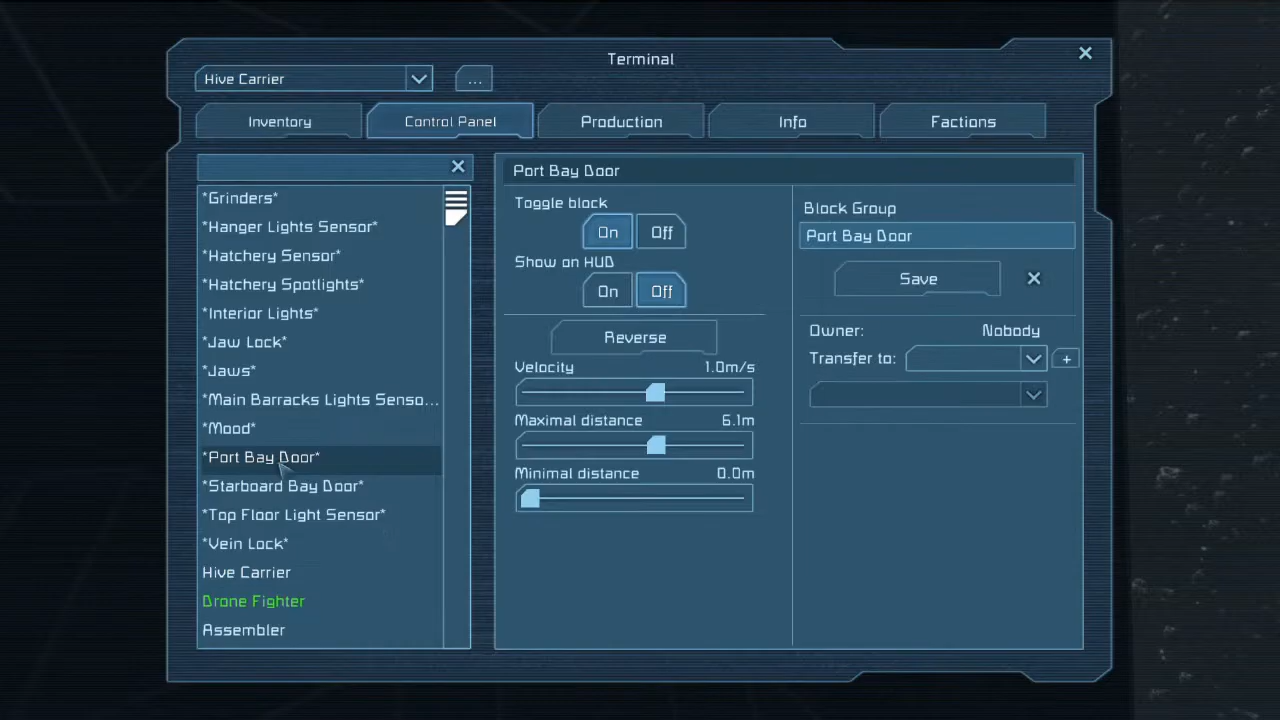 Terminal
Hive Carrier
...
Inventory
Control Panel
Production
Info
Factions
*Grinders*
*Hanger Lights Sensor*
*Hatchery Sensor*
*Hatchery Spotlights*
*Interior Lights*
*Jaw Lock*
*Jaws*
*Main Barracks Lights Senso...
*Mood*
*Port Bay Door*
*Starboard Bay Door*
*Top Floor Light Sensor*
*Vein Lock*
Hive Carrier
Drone Fighter
Assembler
Port Bay Door
Toggle block
On Off
Show on HUD
On Off
Reverse
Velocity 1.0m/s
Maximal distance 6.1m
Minimal distance 0.0m
Block Group
Port Bay Door
Save
Owner: Nobody
Transfer to:
+